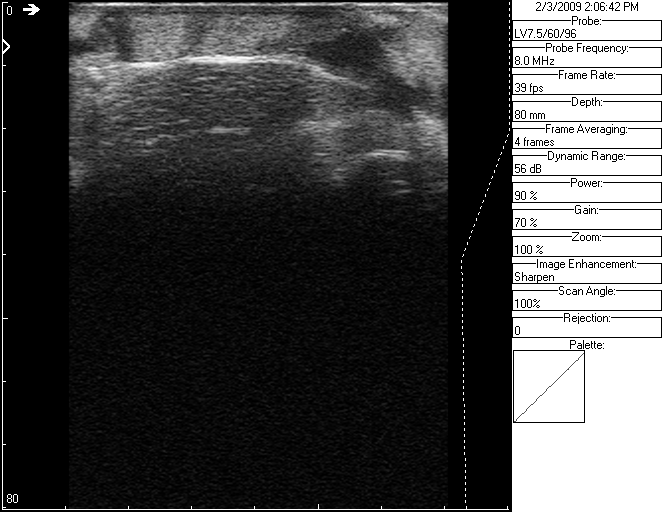 0
80
2/3/2009 2:06:42 PM
Probe:
LV7.5/60/96
Probe Frequency:
8.0 MHz
Frame Rate:
39 fps
Depth:
80 mm
Frame Averaging:
4 frames
Dynamic Range:
56 dB
Power:
90 %
Gain:
70 %
Zoom:
100 %
Image Enhancement:
Sharpen
Scan Angle:
100%
Rejection:
0
Palette: